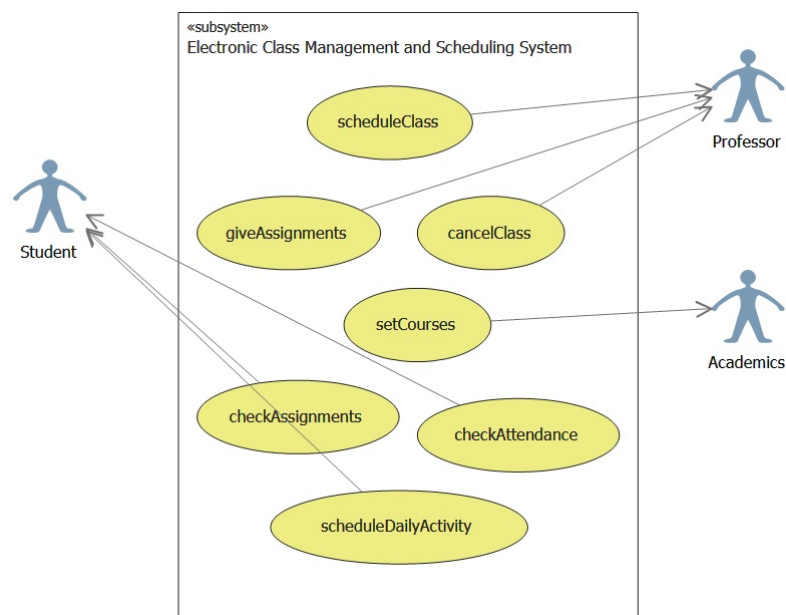 «subsystem»
Electronic Class Management and Scheduling System
scheduleClass
Professor
giveAssignments
cancelClass
Student
setCourses
Academics
checkAssignments
checkAttendance
scheduleDailyActivity